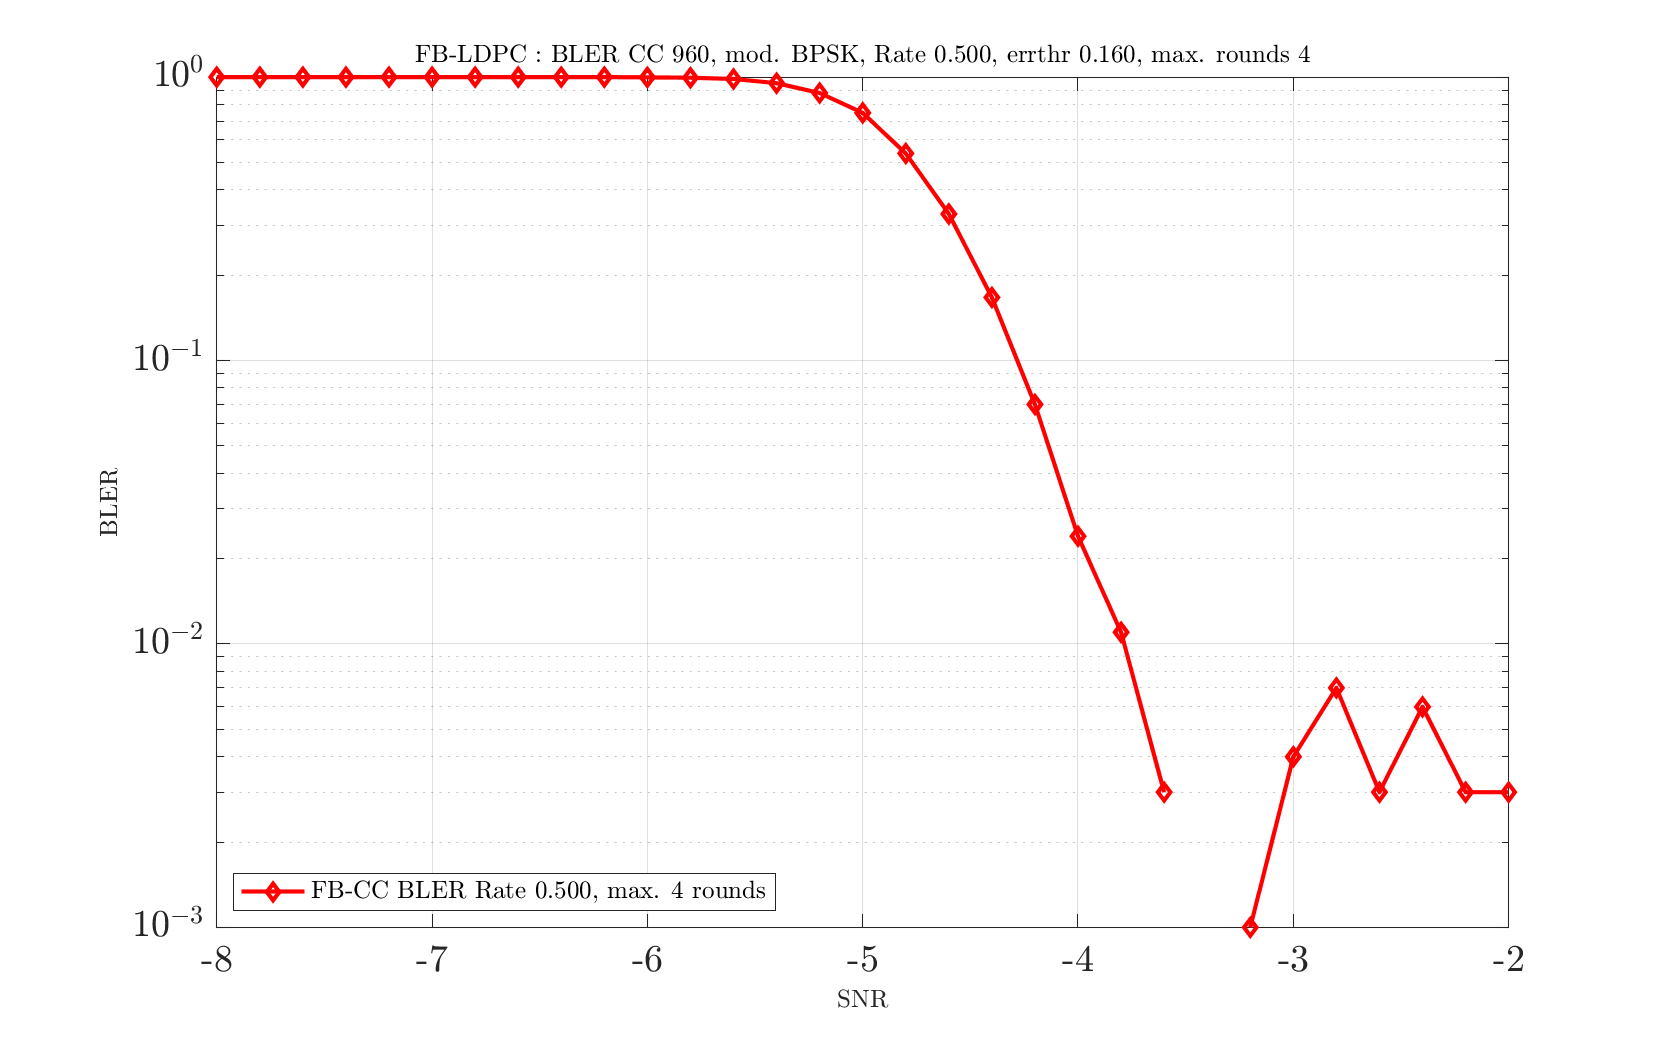 FB-LDPC : BLER CC 960, mod. BPSK, Rate 0.500, errthr 0.160, max. rounds 4
10^0
10^{-1}
10^{-2}
10^{-3}
BLER
FB-CC BLER Rate 0.500, max. 4 rounds
-8 -7 -6 -5 -4 -3 -2
SNR